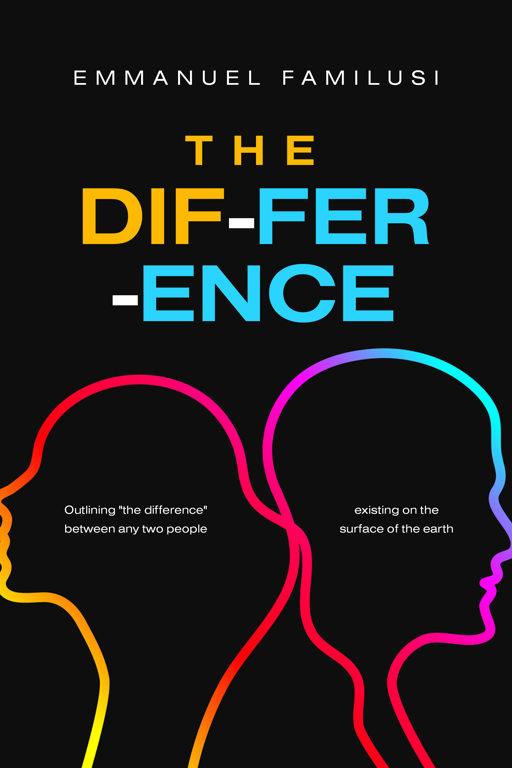 EMMANUEL FAMILUSI
THE
DIF-FER
-ENCE
Outlining "the difference"
between any two people
existing on the
surface of the earth